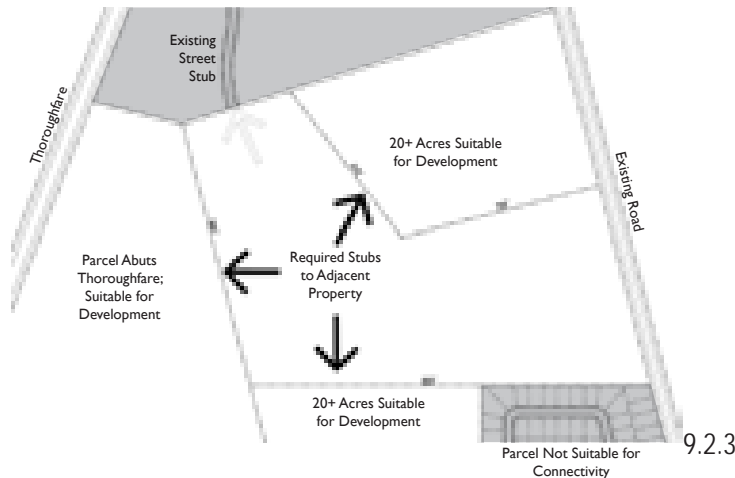 Existing
Street
Stub
Thoroughfare
20+ Acres Suitable
for Development
Existing Road
Parcel Abuts
Thoroughfare;
Suitable for
Development
Required Stubs
to Adjacent
Property
20+ Acres Suitable
for Development
9.2.3
Parcel Not Suitable for
Connectivity